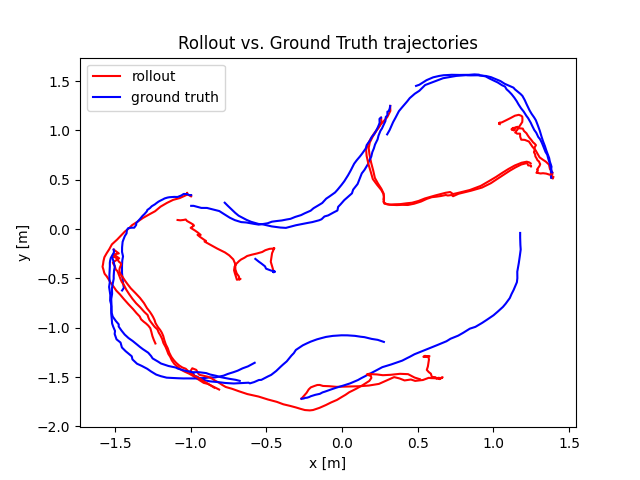 Rollout vs. Ground Truth trajectories
rollout
ground truth
1.5
1.0
0.5
0.0
−0.5
−1.0
−1.5
−2.0
y [m]
−1.5 −1.0 −0.5 0.0 0.5 1.0 1.5
x [m]